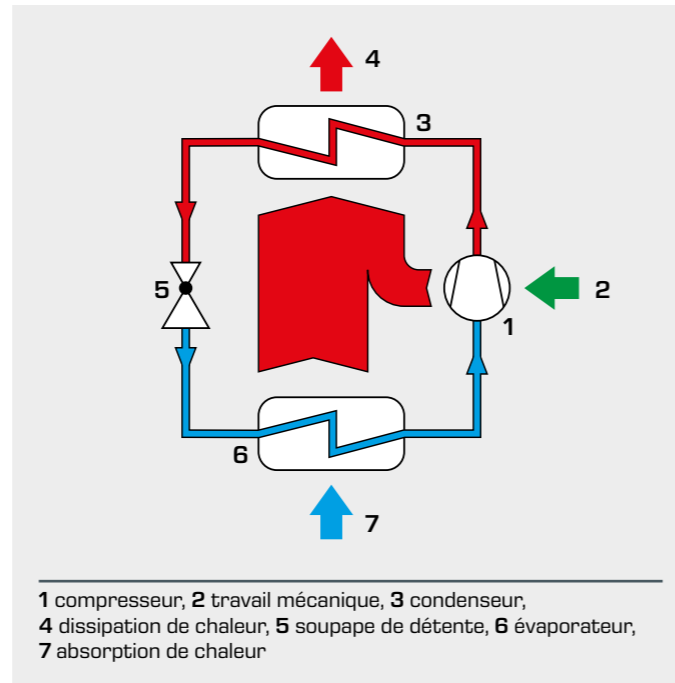 4
3
5
2
1
6
7
1 compresseur, 2 travail mécanique, 3 condenseur,
4 dissipation de chaleur, 5 soupape de détente, 6 évaporateur,
7 absorption de chaleur